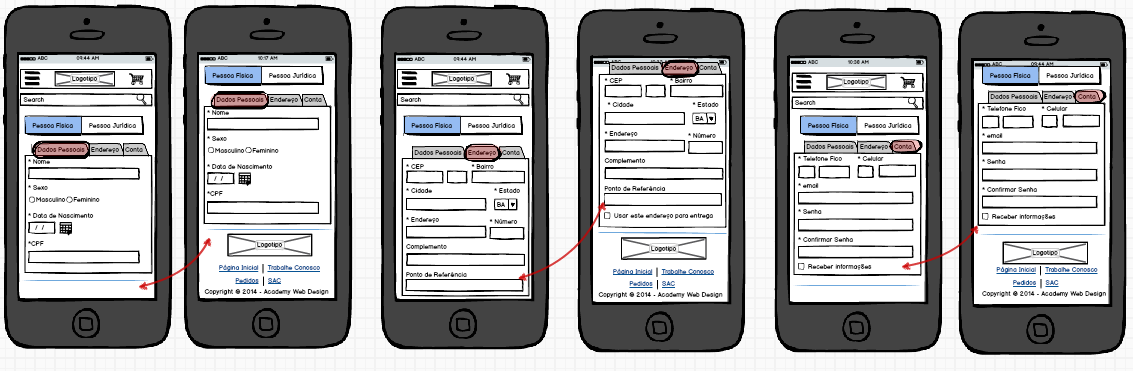 ABC 09:44 AM
Logotipo
Search
Pessoa Física Pessoa Jurídica
Dados Pessoais Endereço Conta
* Nome
* Sexo
Masculino Feminino
* Data de Nascimento
/ /
*CPF
ABC 10:17 AM
Pessoa Física Pessoa Jurídica
Dados Pessoais Endereço Conta
* Nome
* Sexo
Masculino Feminino
* Data de Nascimento
/ /
*CPF
Logotipo
Página Inicial | Trabalhe Conosco
Pedidos | SAC
Copyright © 2014 - Academy Web Design
ABC 09:44 AM
Logotipo
Search
Pessoa Física Pessoa Jurídica
Dados Pessoais Endereço Conta
* CEP * Bairro
* Cidade * Estado
BA
* Endereço * Número
Complemento
Ponto de Referência
ABC
Dados Pessoais Endereço Conta
* CEP * Bairro
* Cidade * Estado
BA
* Endereço * Número
Complemento
Ponto de Referência
Usar este endereço para entrega
Logotipo
Página Inicial | Trabalhe Conosco
Pedidos | SAC
Copyright © 2014 - Academy Web Design
ABC 10:38 AM
Logotipo
Search
Pessoa Física Pessoa Jurídica
Dados Pessoais Endereço Conta
* Telefone Fico * Celular
* email
* Senha
* Confirmar Senha
Receber informações
ABC 09:44 AM
Pessoa Física Pessoa Jurídica
Dados Pessoais Endereço Conta
* Telefone Fico * Celular
* email
* Senha
* Confirmar Senha
Receber informações
Logotipo
Página Inicial | Trabalhe Conosco
Pedidos | SAC
Copyright © 2014 - Academy Web Design